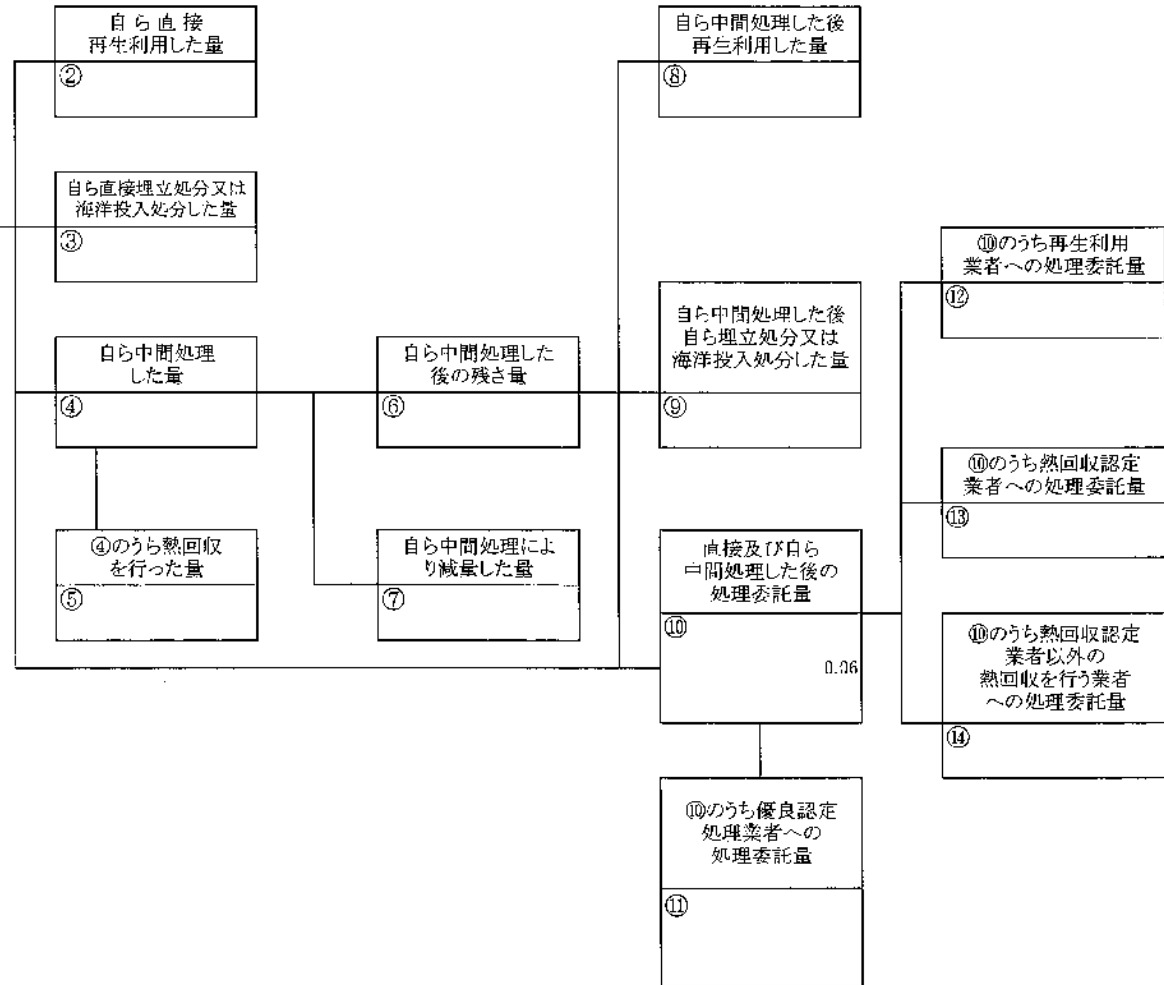 自ら直接
再生利用した量
②
自ら直接埋立処分又は
海洋投入処分した量
③
自ら中間処理
した量
④
④のうち熱回収
を行った量
⑤
自ら中間処理した
後の残さ量
⑥
自ら中間処理によ
り減量した量
⑦
自ら中間処理した後
再生利用した量
⑧
自ら中間処理した後
自ら埋立処分又は
海洋投入処分した量
⑨
直接及び自ら
中間処理した後の
処理委託量
⑩
0.06
⑩のうち優良認定
処理業者への
処理委託量
⑪
⑩のうち再生利用
業者への処理委託量
⑫
⑩のうち熱回収認定
業者への処理委託量
⑬
⑩のうち熱回収認定
業者以外の
熱回収を行う業者
への処理委託量
⑭